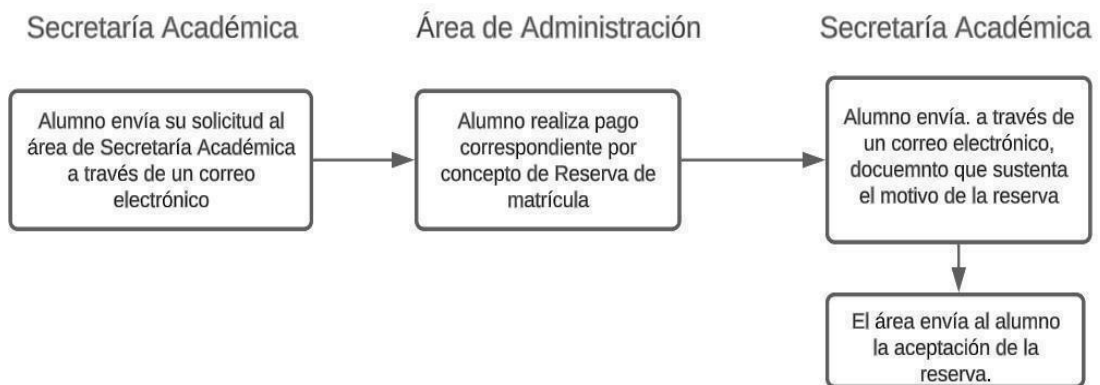 Secretaría Académica
Área de Administración
Secretaría Académica
Alumno envía su solicitud al
área de Secretaría Académica
a través de un correo
electrónico
Alumno realiza pago
correspondiente por
concepto de Reserva de
matrícula
Alumno envía. a través de
un correo electrónico,
docuemnto que sustenta
el motivo de la reserva
El área envía al alumno
la aceptación de la
reserva.